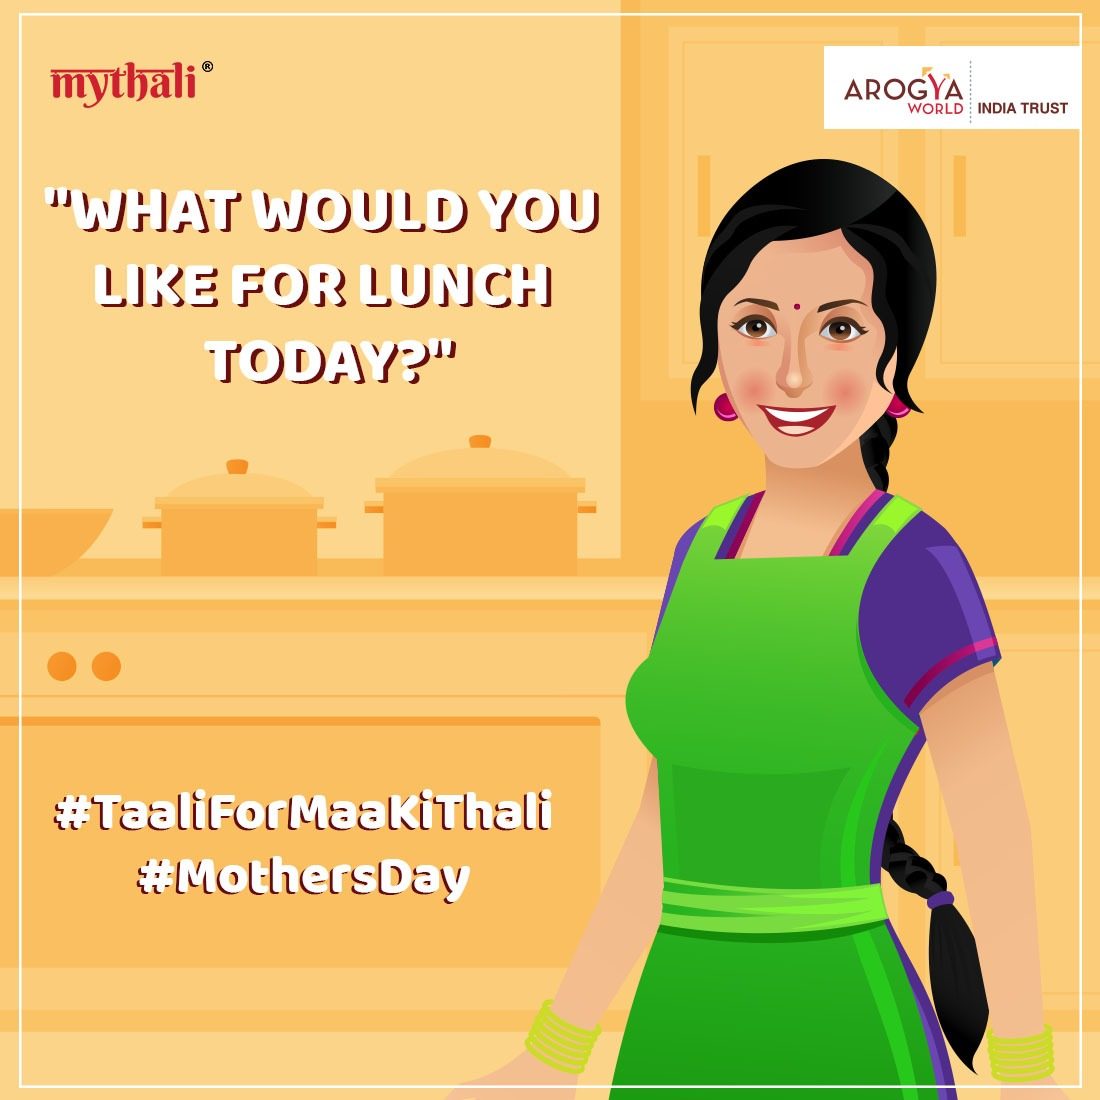 mythali®
AROGYA
WORLD
INDIA TRUST
"WHAT WOULD YOU
LIKE FOR LUNCH
TODAY?"
#TaaliForMaaKiThali
#MothersDay